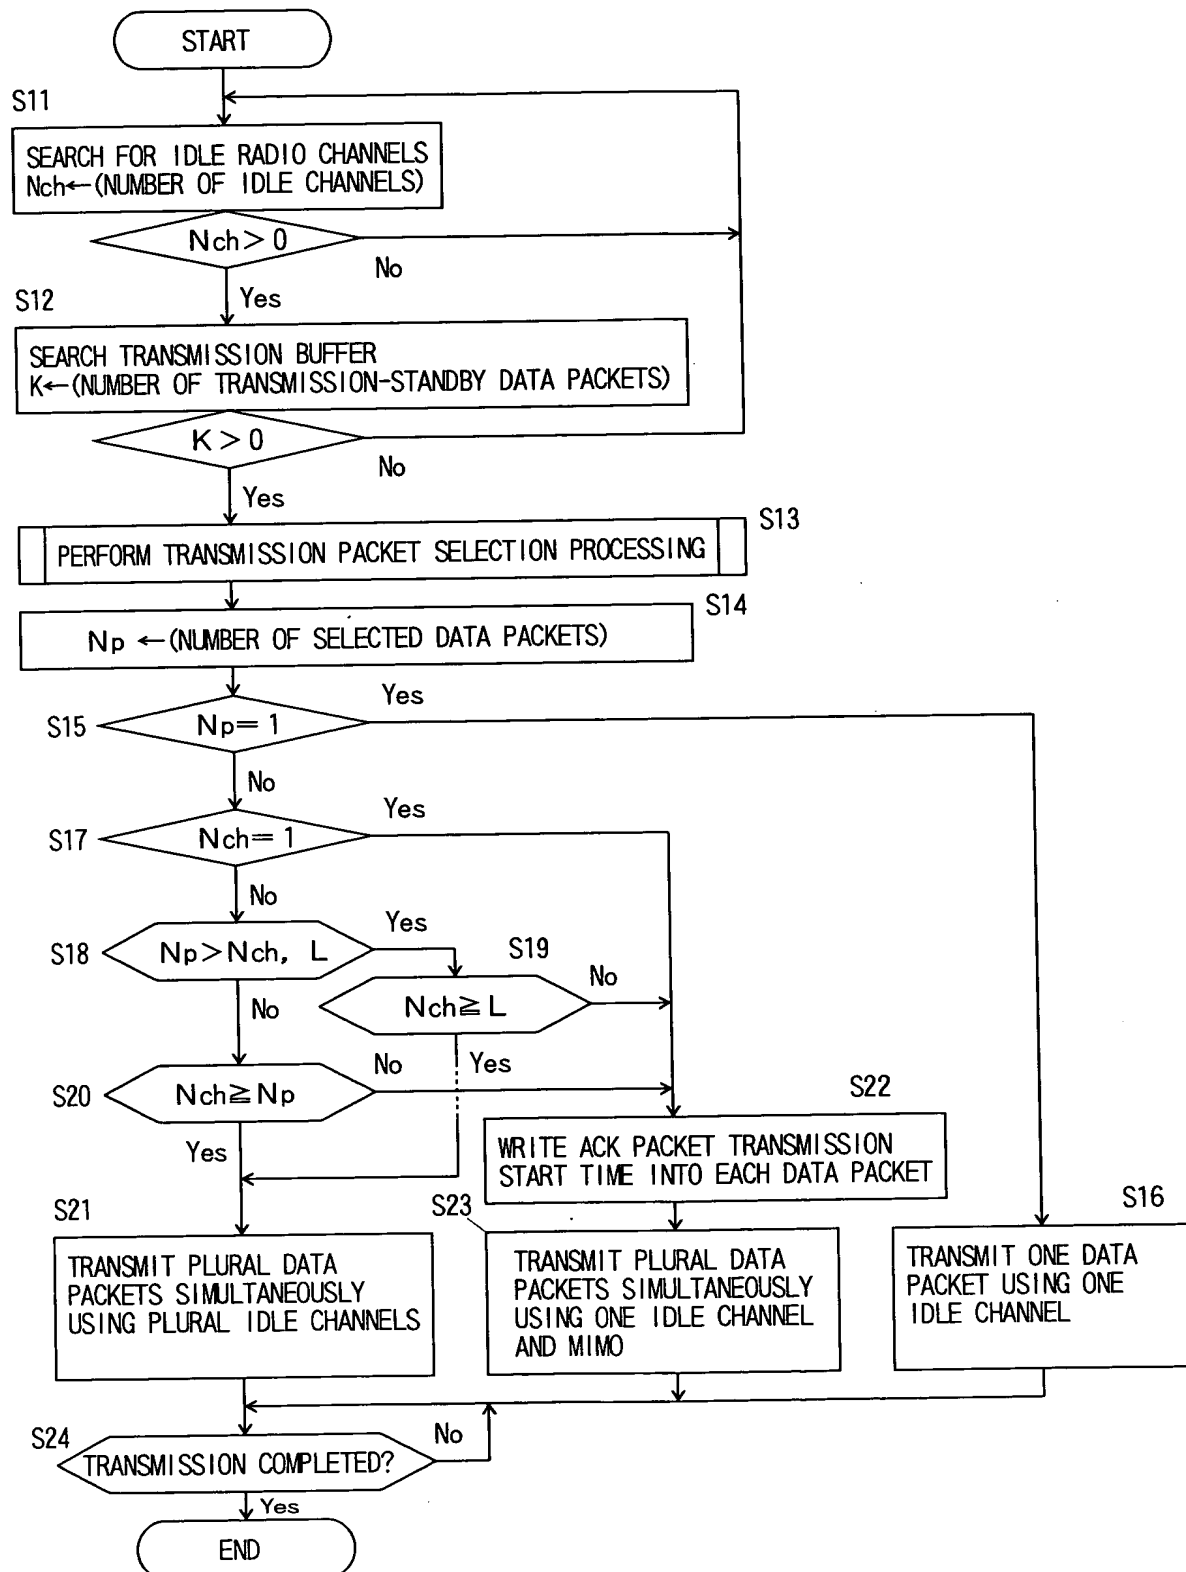 START
S11
SEARCH FOR IDLE RADIO CHANNELS
Nch←(NUMBER OF IDLE CHANNELS)
Nch>0
No
Yes
S12
SEARCH TRANSMISSION BUFFER
K←(NUMBER OF TRANSMISSION-STANDBY DATA PACKETS)
K>0
No
Yes
S13
PERFORM TRANSMISSION PACKET SELECTION PROCESSING
S14
Np ←(NUMBER OF SELECTED DATA PACKETS)
Yes
S15
Np=1
No
Yes
S17
Nch=1
No
Yes
S18
Np>Nch, L
S19
No
Nch≧L
No
Yes
No
S20
Nch≧Np
Yes
S22
WRITE ACK PACKET TRANSMISSION
START TIME INTO EACH DATA PACKET
S21
TRANSMIT PLURAL DATA
PACKETS SIMULTANEOUSLY
USING PLURAL IDLE CHANNELS
S23
TRANSMIT PLURAL DATA
PACKETS SIMULTANEOUSLY
USING ONE IDLE CHANNEL
AND MIMO
S16
TRANSMIT ONE DATA
PACKET USING ONE
IDLE CHANNEL
S24
TRANSMISSION COMPLETED?
No
Yes
END